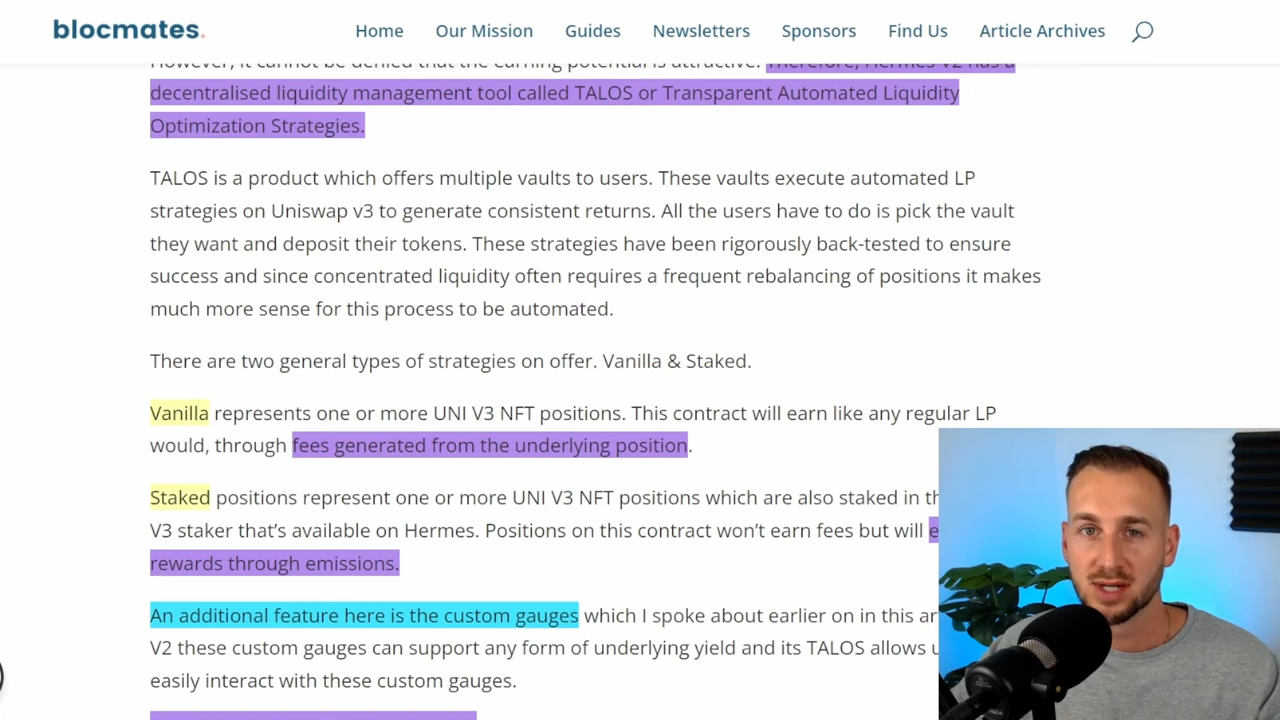 blocmates.
Home Our Mission Guides Newsletters Sponsors Find Us Article Archives
However, it cannot be denied that the earning potential is attractive. Therefore, Hermes V2 has a
decentralised liquidity management tool called TALOS or Transparent Automated Liquidity
Optimization Strategies.
TALOS is a product which offers multiple vaults to users. These vaults execute automated LP
strategies on Uniswap v3 to generate consistent returns. All the users have to do is pick the vault
they want and deposit their tokens. These strategies have been rigorously back-tested to ensure
success and since concentrated liquidity often requires a frequent rebalancing of positions it makes
much more sense for this process to be automated.
There are two general types of strategies on offer. Vanilla & Staked.
Vanilla represents one or more UNI V3 NFT positions. This contract will earn like any regular LP
would, through fees generated from the underlying position.
Staked positions represent one or more UNI V3 NFT positions which are also staked in th
V3 staker that's available on Hermes. Positions on this contract won't earn fees but will e
rewards through emissions.
An additional feature here is the custom gauges which I spoke about earlier on in this ar
V2 these custom gauges can support any form of underlying yield and its TALOS allows u
easily interact with these custom gauges.